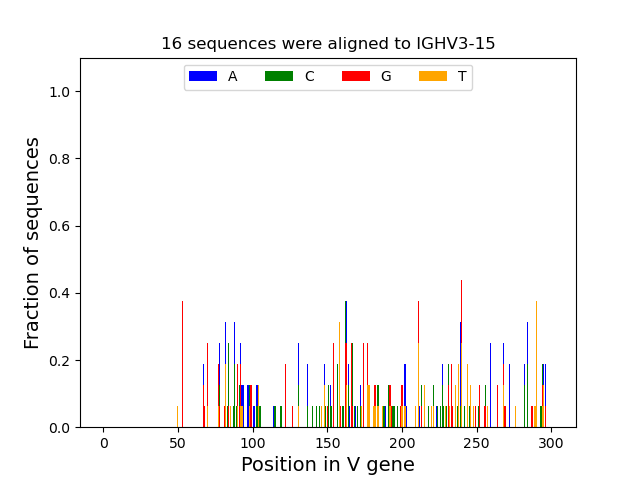 16 sequences were aligned to IGHV3-15
A C G T
Fraction of sequences
1.0
0.8
0.6
0.4
0.2
0.0
0 50 100 150 200 250 300
Position in V gene